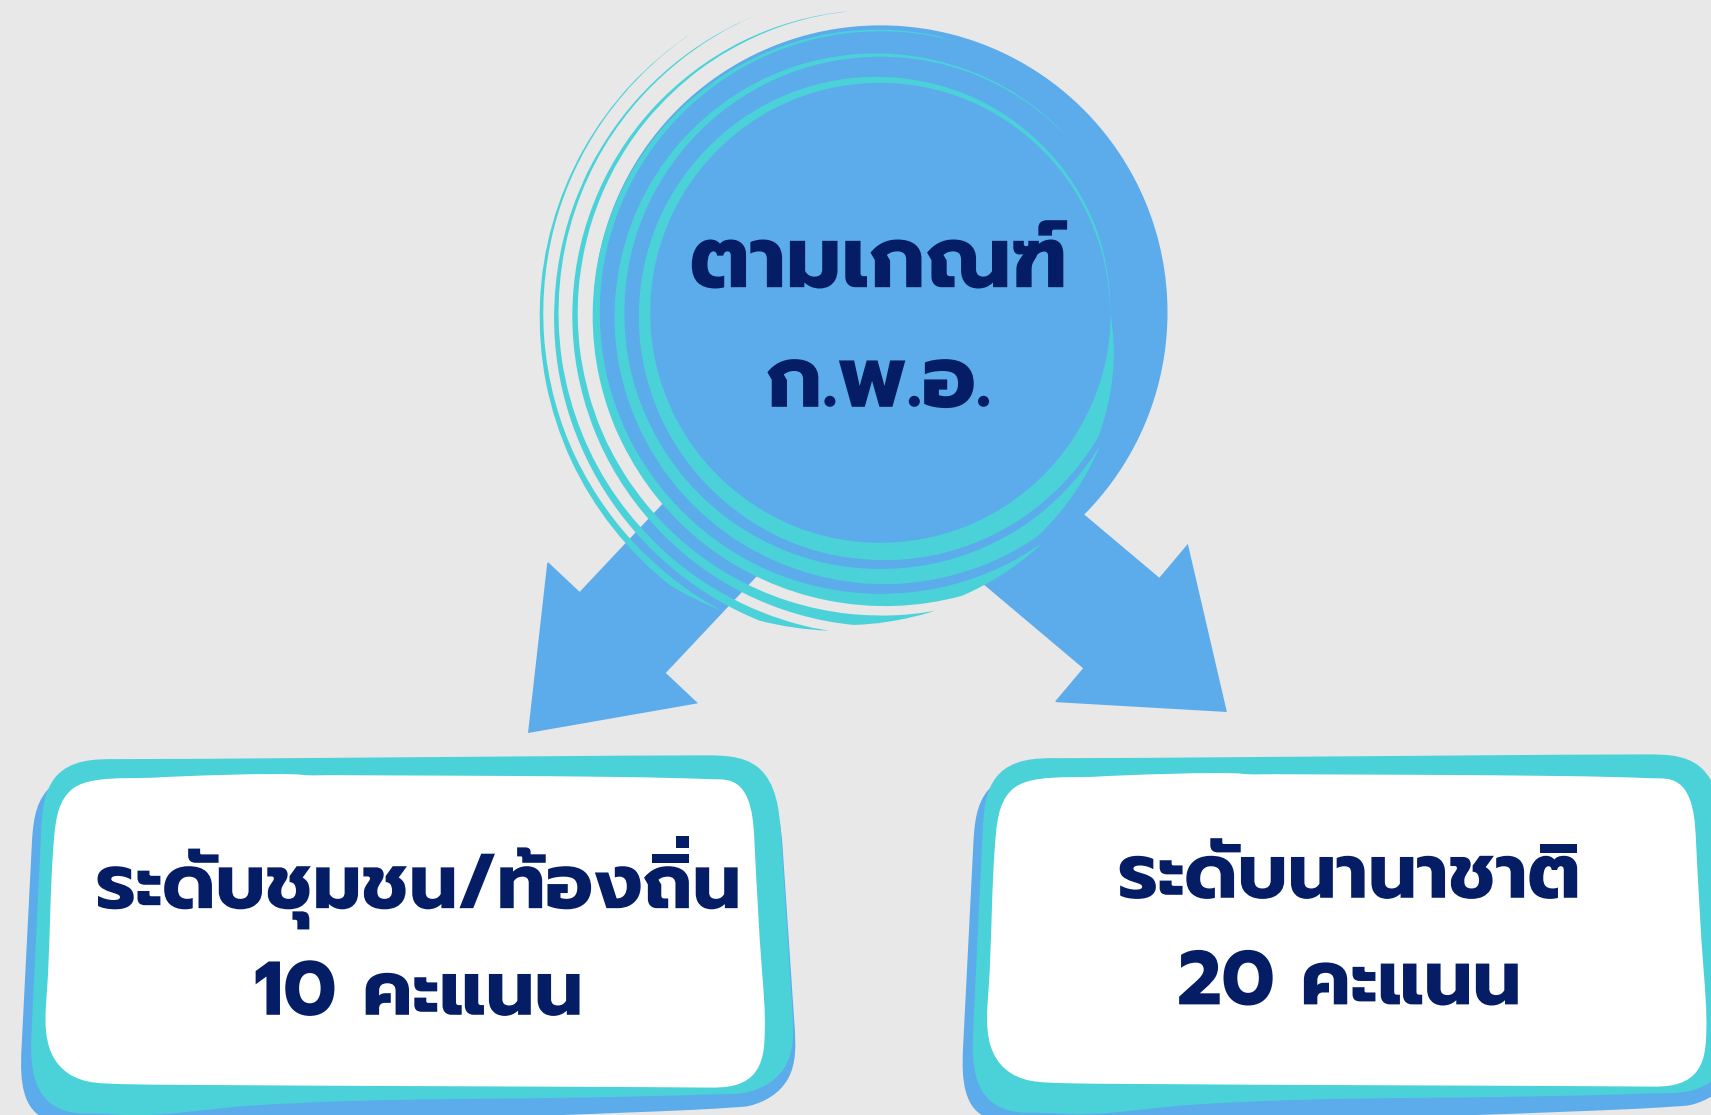 ตามเกณฑ์
ก.พ.อ.
ระดับชุมชน/ท้องถิ่น
10 คะแนน
ระดับนานาชาติ
20 คะแนน